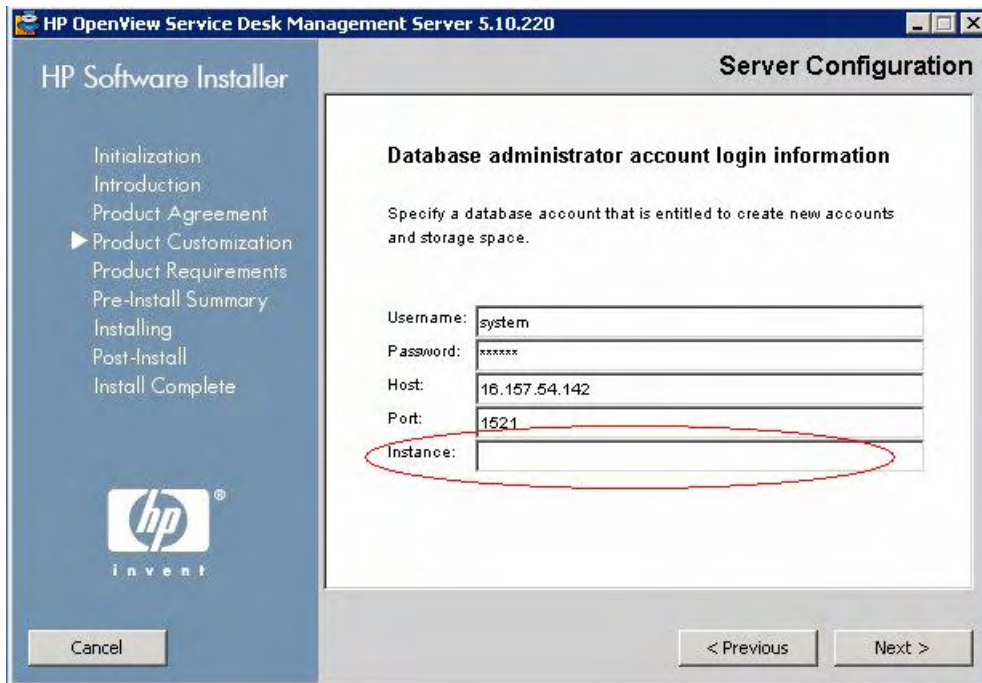 HP OpenView Service Desk Management Server 5.10.220
HP Software Installer
Initialization
Introduction
Product Agreement
Product Customization
Product Requirements
Pre-Install Summary
Installing
Post-Install
Install Complete
hp
®
invent
Cancel
Server Configuration
Database administrator account login information
Specify a database account that is entitled to create new accounts
and storage space.
Username: system
Password: ******
Host: 16.157.54.142
Port: 1521
Instance:
< Previous
Next >